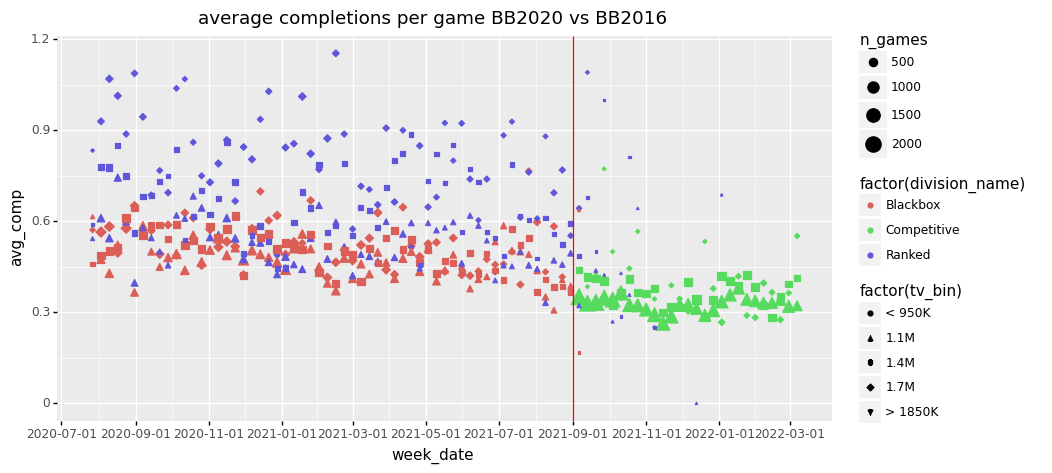 average completions per game BB2020 vs BB2016
1.2
0.9
0.6
0.3
0
avg_comp
2020-07-01 2020-09-01 2020-11-01 2021-01-01 2021-03-01 2021-05-01 2021-07-01 2021-09-01 2021-11-01 2022-01-01 2022-03-01
week_date
n_games
500
1000
1500
2000
factor(division_name)
Blackbox
Competitive
Ranked
factor(tv_bin)
< 950K
1.1M
1.4M
1.7M
> 1850K